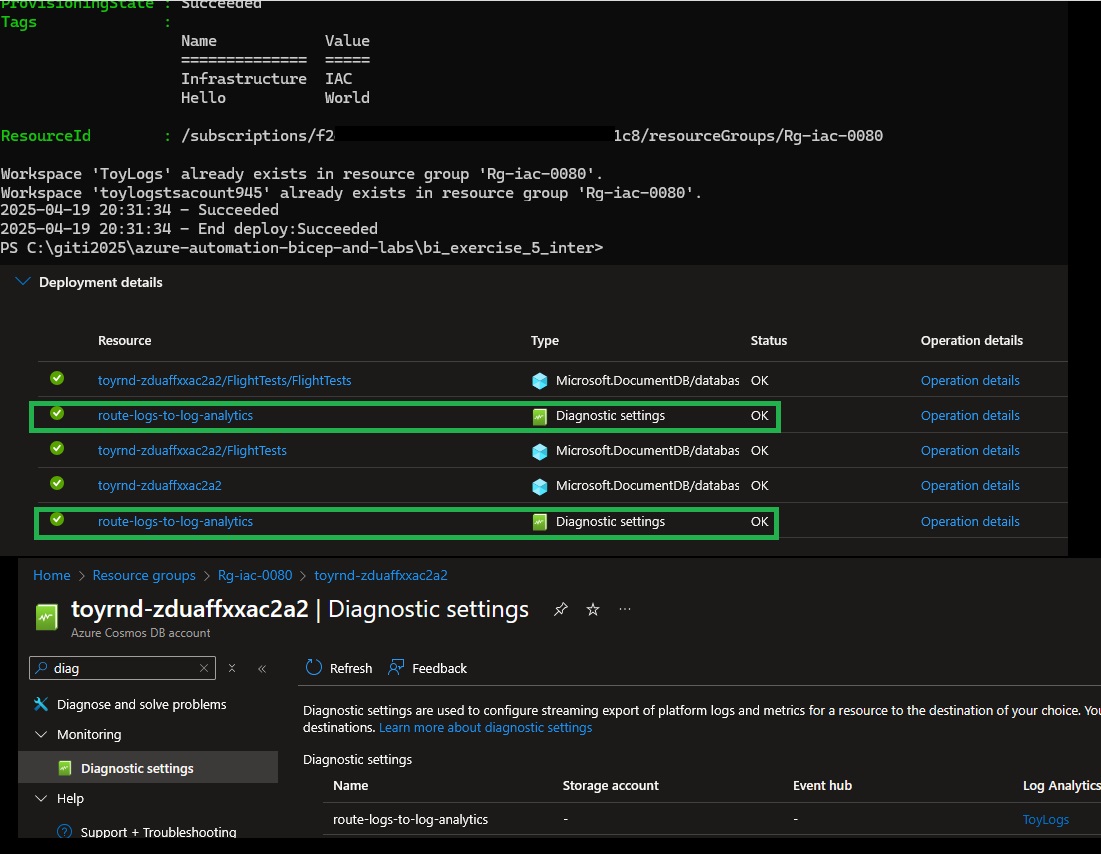 ProvisioningState : Succeeded
Tags :
Name Value
============== =====
Infrastructure IAC
Hello World
ResourceId : /subscriptions/f2 1c8/resourceGroups/Rg-iac-0080
Workspace 'ToyLogs' already exists in resource group 'Rg-iac-0080'.
Workspace 'toylogstsacount945' already exists in resource group 'Rg-iac-0080'.
2025-04-19 20:31:34 - Succeeded
2025-04-19 20:31:34 - End deploy:Succeeded
PS C:\giti2025\azure-automation-bicep-and-labs\bi_exercise_5_inter>
Deployment details
Resource Type Status Operation details
toyrnd-zduaffxxac2a2/FlightTests/FlightTests Microsoft.DocumentDB/databas OK Operation details
route-logs-to-log-analytics Diagnostic settings OK Operation details
toyrnd-zduaffxxac2a2/FlightTests Microsoft.DocumentDB/databas OK Operation details
toyrnd-zduaffxxac2a2 Microsoft.DocumentDB/databas OK Operation details
route-logs-to-log-analytics Diagnostic settings OK Operation details
Home > Resource groups > Rg-iac-0080 > toyrnd-zduaffxxac2a2
toyrnd-zduaffxxac2a2 | Diagnostic settings ...
Azure Cosmos DB account
diag
Refresh Feedback
Diagnose and solve problems
Monitoring
Diagnostic settings
Help
Support + Troubleshooting
Diagnostic settings are used to configure streaming export of platform logs and metrics for a resource to the destination of your choice. You
destinations. Learn more about diagnostic settings
Diagnostic settings
Name Storage account Event hub Log Analytics
route-logs-to-log-analytics - - ToyLogs